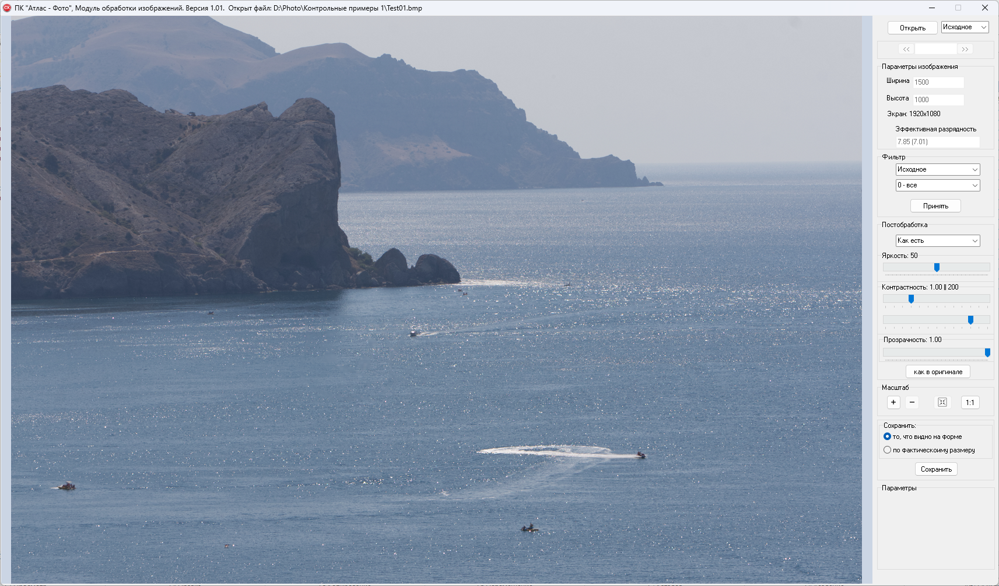 ПК "Атлас - Фото", Модуль обработки изображений. Версия 1.01. Открыт файл: D:\Photo\Контрольные примеры 1\Test01.bmp
Открыть
Исходное
<< >>
Параметры изображения
Ширина 1500
Высота 1000
Экран: 1920x1080
Эффективная разрядность
7.85 (7.01)
Фильтр
Исходное
0 - все
Принять
Постобработка
Как есть
Яркость: 50
Контрастность: 1.00 || 200
Прозрачность: 1.00
как в оригинале
Масштаб
+ − 1:1
Сохранить:
то, что видно на форме
по фактическоиму размеру
Сохранить
Параметры